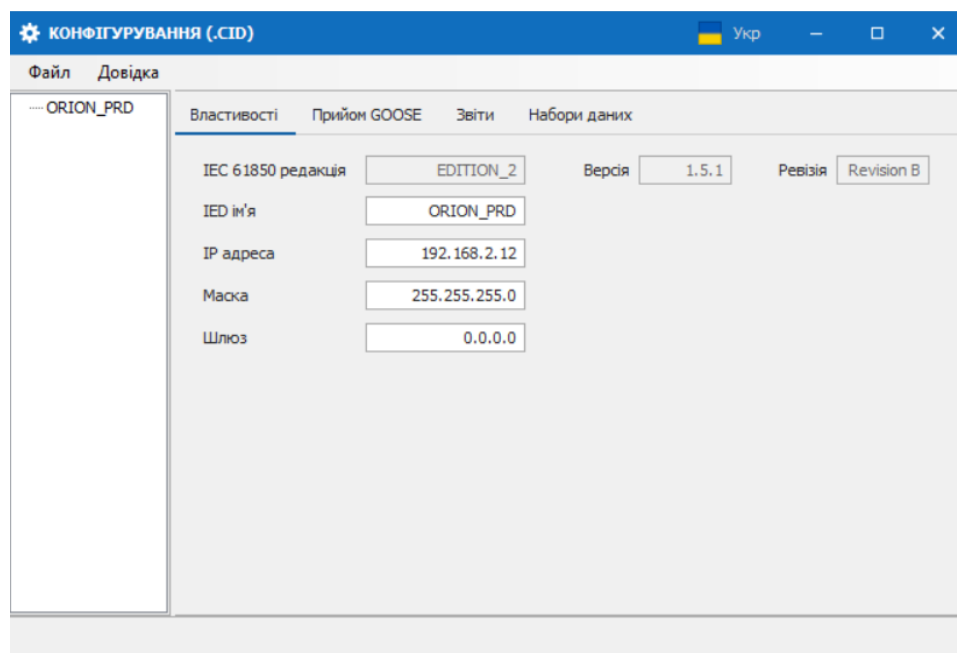 КОНФІГУРУВАННЯ (.CID) Укр
Файл Довідка
ORION_PRD
Властивості Прийом GOOSE Звіти Набори даних
IEC 61850 редакція EDITION_2 Версія 1.5.1 Ревізія Revision B
IED ім'я ORION_PRD
IP адреса 192.168.2.12
Маска 255.255.255.0
Шлюз 0.0.0.0